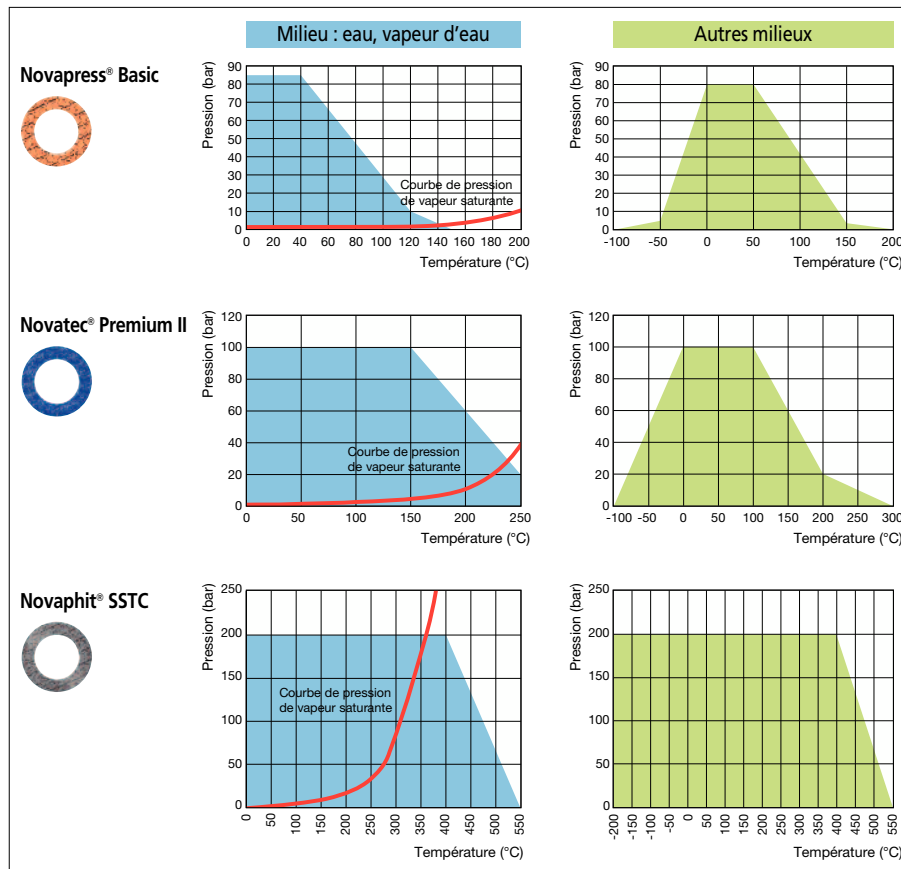 Milieu : eau, vapeur d'eau
Autres milieux
Novapress® Basic
Pression (bar)
90
80
70
60
50
40
30
20
10
0
Courbe de pression
de vapeur saturante
0 20 40 60 80 100 120 140 160 180 200
Température (°C)
Pression (bar)
90
80
70
60
50
40
30
20
10
0
-100 -50 0 50 100 150 200
Température (°C)
Novatec® Premium II
Pression (bar)
120
100
80
60
40
20
0
Courbe de pression
de vapeur saturante
0 50 100 150 200 250
Température (°C)
Pression (bar)
120
100
80
60
40
20
0
-100 -50 0 50 100 150 200 250 300
Température (°C)
Novaphit® SSTC
Pression (bar)
250
200
150
100
50
0
Courbe de pression
de vapeur saturante
0 50 100 150 200 250 300 350 400 450 500 550
Température (°C)
Pression (bar)
250
200
150
100
50
0
-200 -150 -100 -50 0 50 100 150 200 250 300 350 400 450 500 550
Température (°C)